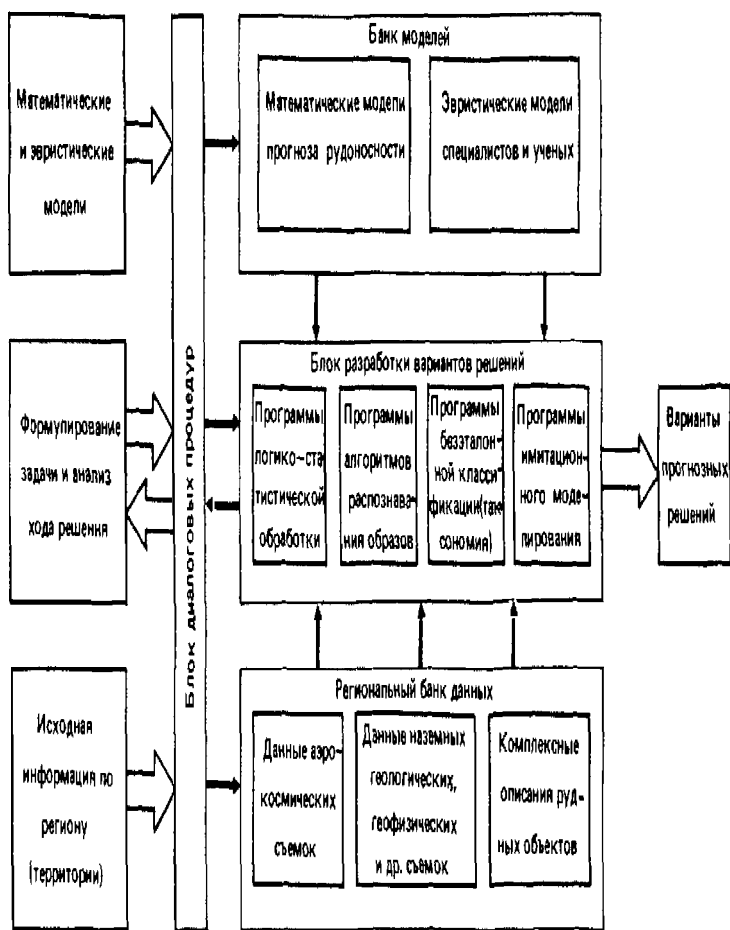 Математические
и эвристические
модели
Формулирование
задачи и анализ
хода решения
Исходная
информация по
региону
(территории)
Блок диалоговых процедур
Банк моделей
Математические модели
прогноза рудоносности
Эвристические модели
специалистов и ученых
Блок разработки вариантов решений
Программы
логико-ста-
тистической
обработки
Программы
алгоритмов
распознава-
ния образов
Программы
безэталон-
ной класси-
фикации(так-
сономия)
Программы
имитацион-
ного моде-
лирования
Региональный банк данных
Данные аэро-
космических
съемок
Данные наземных
геологических,
геофизических
и др. съемок
Комплексные
описания руд-
ных объектов
Варианты
прогнозных
решений